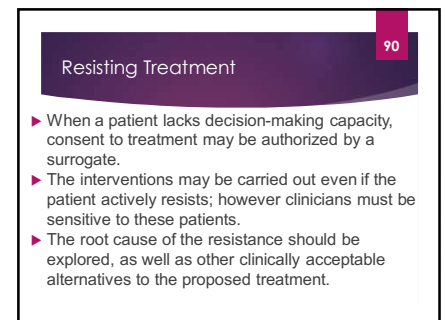 90
Resisting Treatment
▶ When a patient lacks decision-making capacity,
consent to treatment may be authorized by a
surrogate.
▶ The interventions may be carried out even if the
patient actively resists; however clinicians must be
sensitive to these patients.
▶ The root cause of the resistance should be
explored, as well as other clinically acceptable
alternatives to the proposed treatment.